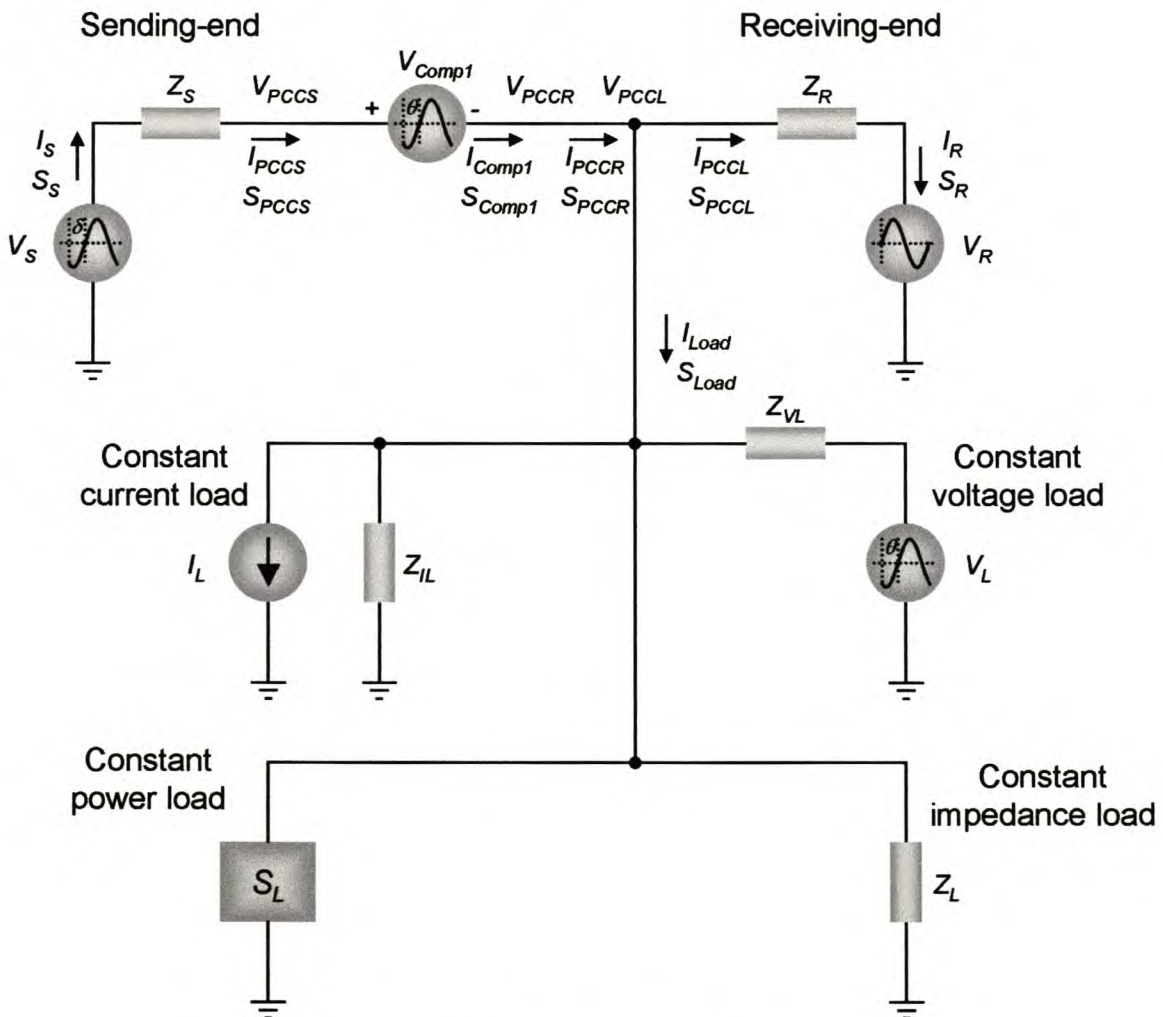 Sending-end
Receiving-end
V_Comp1
Z_S
V_PCCS
V_PCCR
V_PCCL
Z_R
+
θ
-
I_S
S_S
I_PCCS
S_PCCS
I_Comp1
S_Comp1
I_PCCR
S_PCCR
I_PCCL
S_PCCL
I_R
S_R
V_S
δ
V_R
I_Load
S_Load
Z_VL
Constant
current load
Constant
voltage load
I_L
Z_IL
θ
V_L
Constant
power load
Constant
impedance load
S_L
Z_L